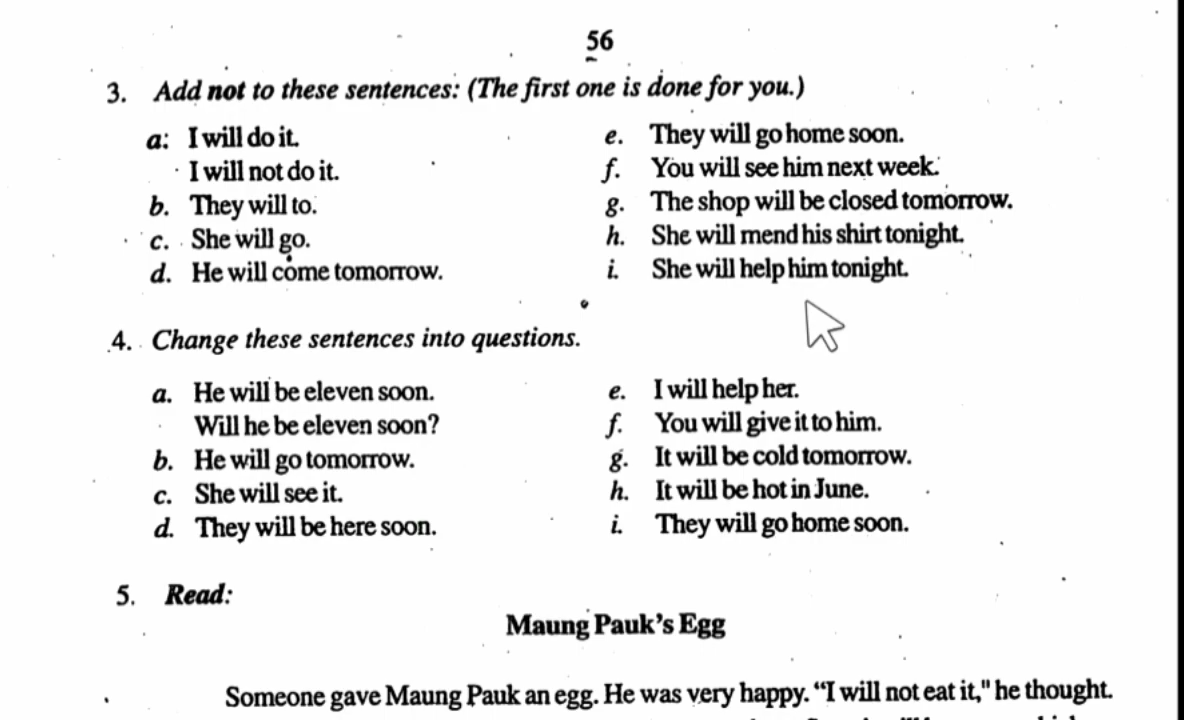 56
3. Add not to these sentences: (The first one is done for you.)
a: I will do it.
I will not do it.
b. They will to.
c. She will go.
d. He will come tomorrow.
e. They will go home soon.
f. You will see him next week.
g. The shop will be closed tomorrow.
h. She will mend his shirt tonight.
i. She will help him tonight.
4. Change these sentences into questions.
a. He will be eleven soon.
Will he be eleven soon?
b. He will go tomorrow.
c. She will see it.
d. They will be here soon.
e. I will help her.
f. You will give it to him.
g. It will be cold tomorrow.
h. It will be hot in June.
i. They will go home soon.
5. Read:
Maung Pauk's Egg
Someone gave Maung Pauk an egg. He was very happy. “I will not eat it," he thought.